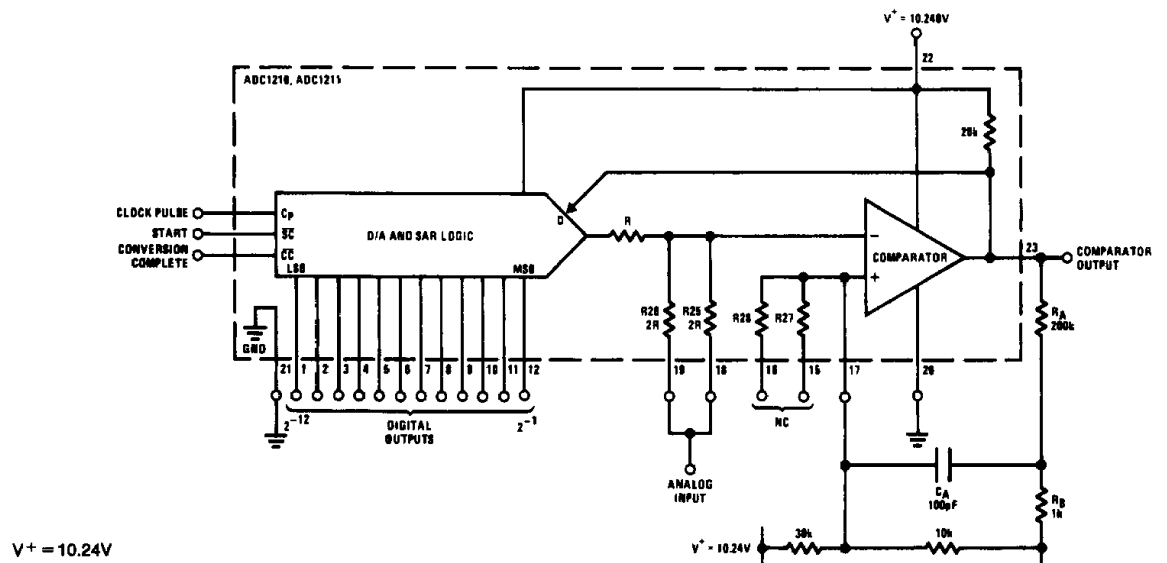 V+ = 10.240V
22
ADC1210, ADC1211
20k
CLOCK PULSE
START
CONVERSION
COMPLETE
CP
SC
CC
D/A AND SAR LOGIC
D
R
LSB
MSB
COMPARATOR
−
+
23
COMPARATOR
OUTPUT
R26
2R
R25
2R
R28
R27
RA
200k
GND
21
1
2
3
4
5
6
7
8
9
10
11
12
19
18
16
15
17
20
2−12
DIGITAL
OUTPUTS
2−1
NC
ANALOG
INPUT
CA
100pF
RB
1k
V+ = 10.24V
V+ = 10.24V
30k
10k